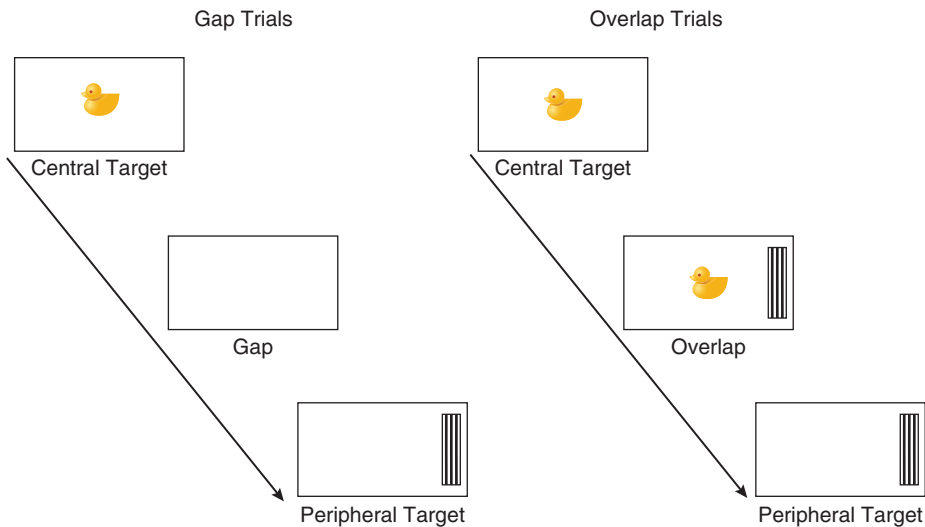 Gap Trials
Central Target
Gap
Peripheral Target
Overlap Trials
Central Target
Overlap
Peripheral Target